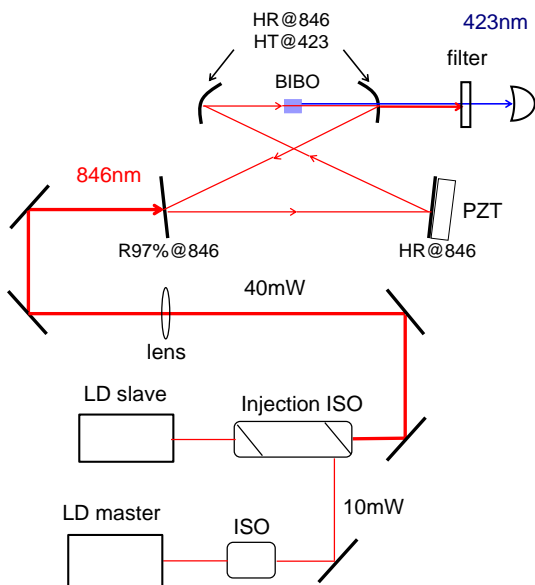 HR@846
HT@423
423nm
filter
BIBO
846nm
PZT
R97%@846
HR@846
40mW
lens
LD slave
Injection ISO
10mW
LD master
ISO